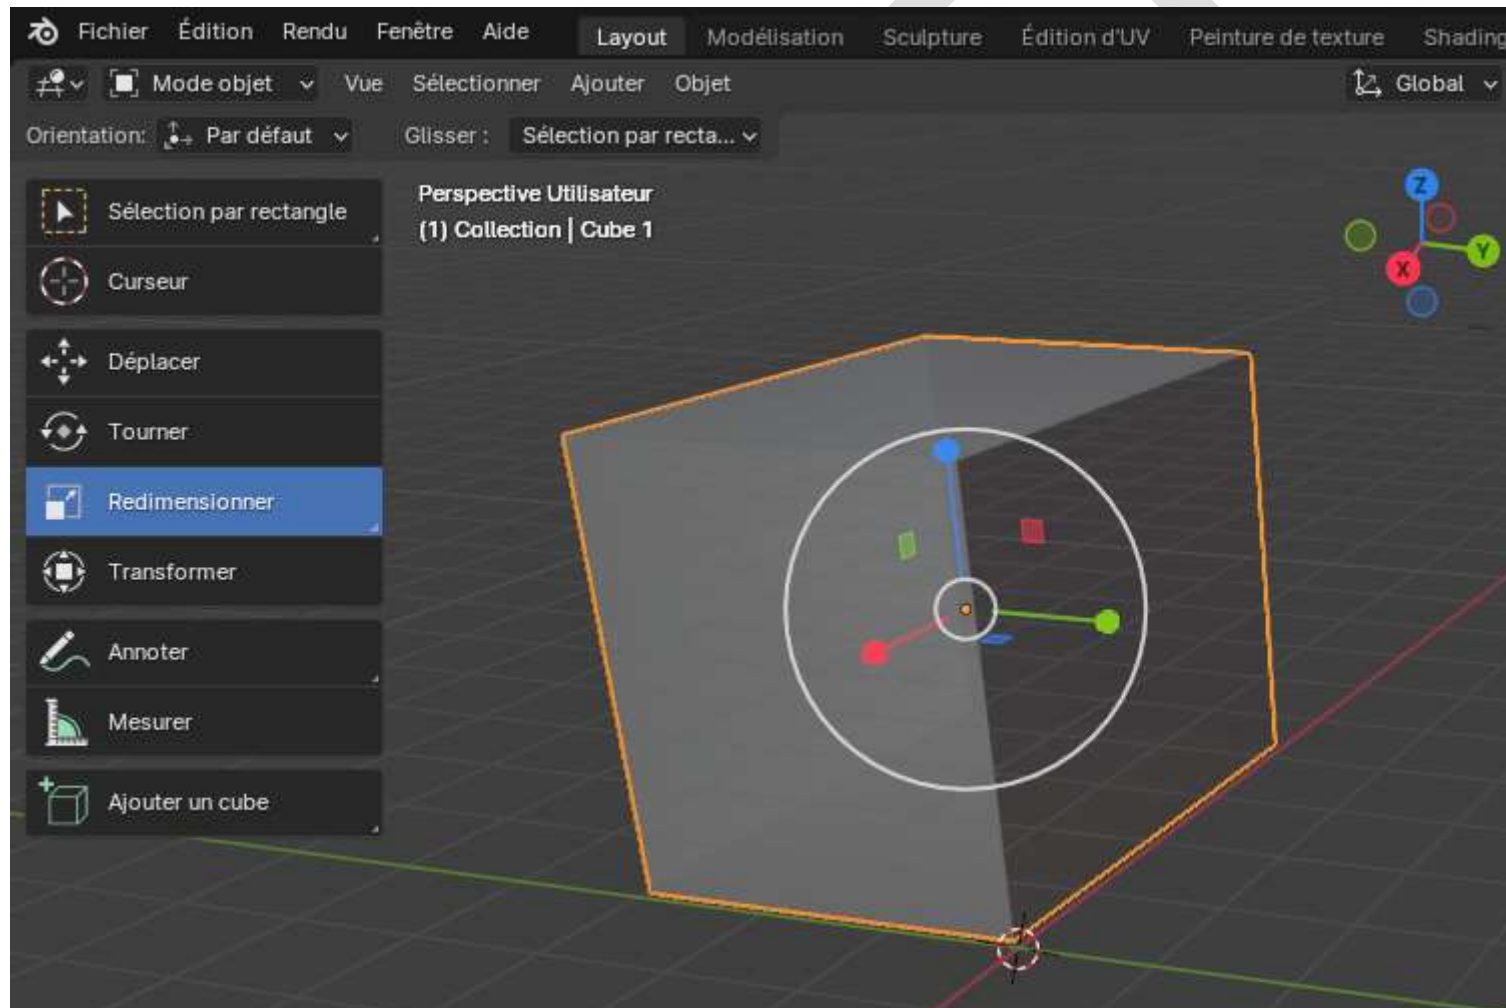 Fichier Édition Rendu Fenêtre Aide Layout Modélisation Sculpture Édition d'UV Peinture de texture Shading
Mode objet Vue Sélectionner Ajouter Objet Global
Orientation: Par défaut Glisser : Sélection par recta...
Sélection par rectangle
Curseur
Déplacer
Tourner
Redimensionner
Transformer
Annoter
Mesurer
Ajouter un cube
Perspective Utilisateur
(1) Collection | Cube 1
Z
Y
X